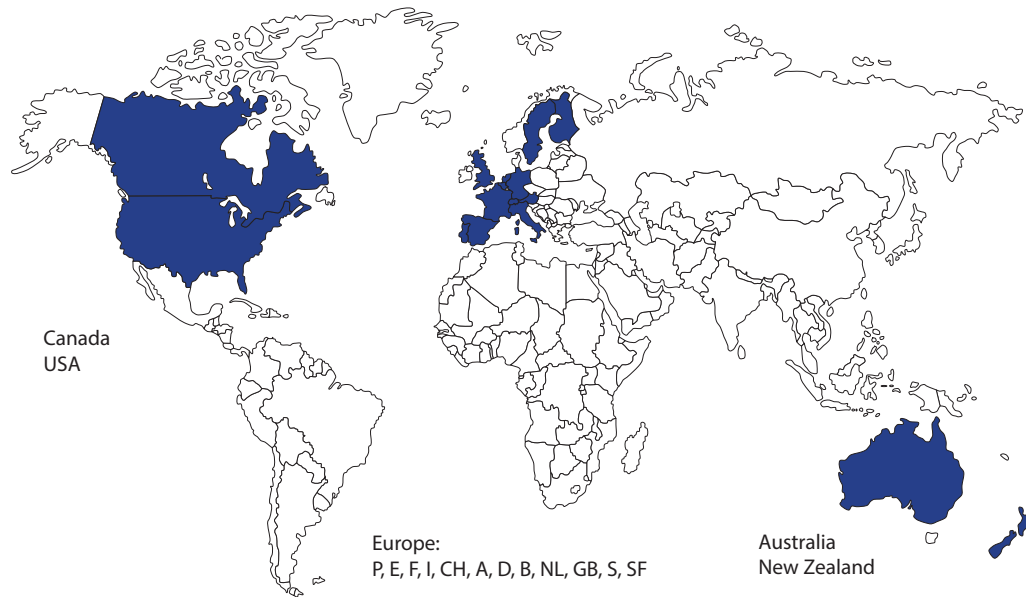 Canada
USA
Europe:
P, E, F, I, CH, A, D, B, NL, GB, S, SF
Australia
New Zealand